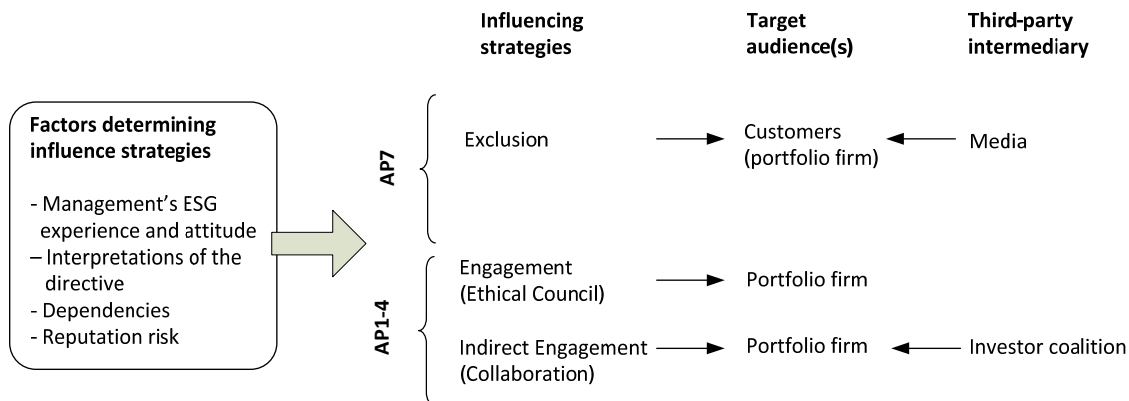 Influencing
strategies
Target
audience(s)
Third-party
intermediary
Factors determining
influence strategies
- Management's ESG
experience and attitude
– Interpretations of the
directive
- Dependencies
- Reputation risk
AP7
Exclusion
Customers
(portfolio firm)
Media
AP1-4
Engagement
(Ethical Council)
Portfolio firm
Indirect Engagement
(Collaboration)
Portfolio firm
Investor coalition